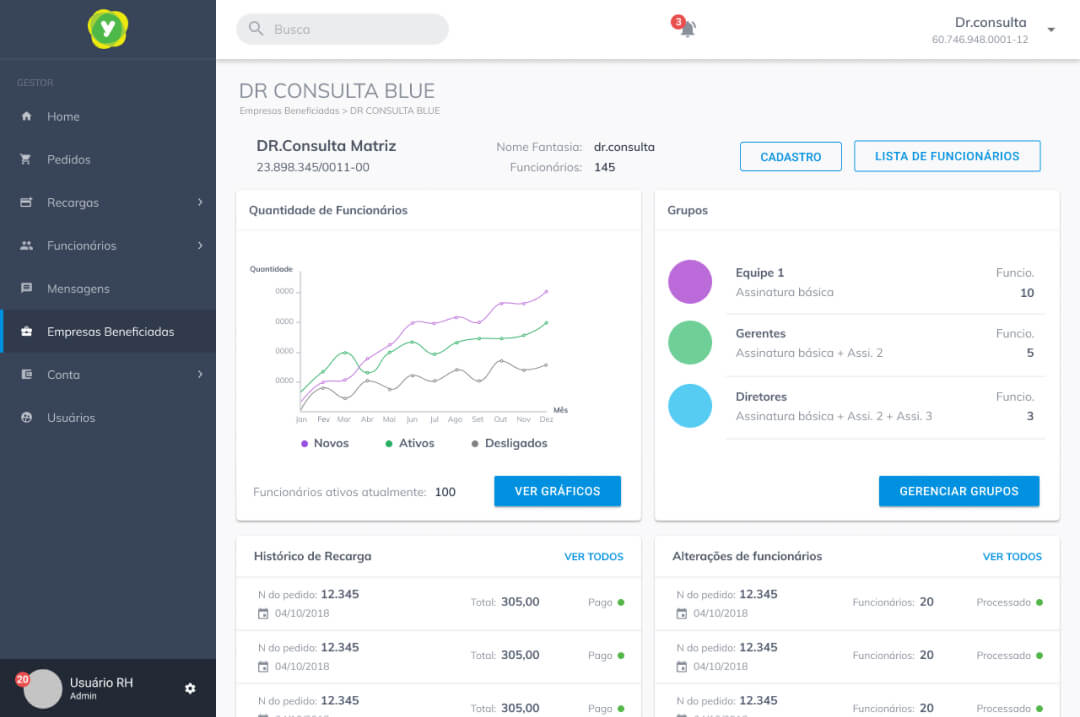 Y
GESTOR
Home
Pedidos
Recargas
Funcionários
Mensagens
Empresas Beneficiadas
Conta
Usuários
20
Usuário RH
Admin
Busca
3
Dr.consulta
60.746.948.0001-12
DR CONSULTA BLUE
Empresas Beneficiadas > DR CONSULTA BLUE
DR.Consulta Matriz
23.898.345/0011-00
Nome Fantasia: dr.consulta
Funcionários: 145
CADASTRO
LISTA DE FUNCIONÁRIOS
Quantidade de Funcionários
Quantidade
0000
0000
0000
0000
Jan Fev Mar Abr Mai Jun Jul Ago Set Out Nov Dez
Mês
Novos Ativos Desligados
Funcionários ativos atualmente: 100
VER GRÁFICOS
Grupos
Equipe 1 Funcio.
Assinatura básica 10
Gerentes Funcio.
Assinatura básica + Assi. 2 5
Diretores Funcio.
Assinatura básica + Assi. 2 + Assi. 3 3
GERENCIAR GRUPOS
Histórico de Recarga VER TODOS
N do pedido: 12.345
Total: 305,00 Pago
04/10/2018
N do pedido: 12.345
Total: 305,00 Pago
04/10/2018
N do pedido: 12.345
Total: 305,00 Pago
Alterações de funcionários VER TODOS
N do pedido: 12.345
Funcionários: 20 Processado
04/10/2018
N do pedido: 12.345
Funcionários: 20 Processado
04/10/2018
N do pedido: 12.345
Funcionários: 20 Processado